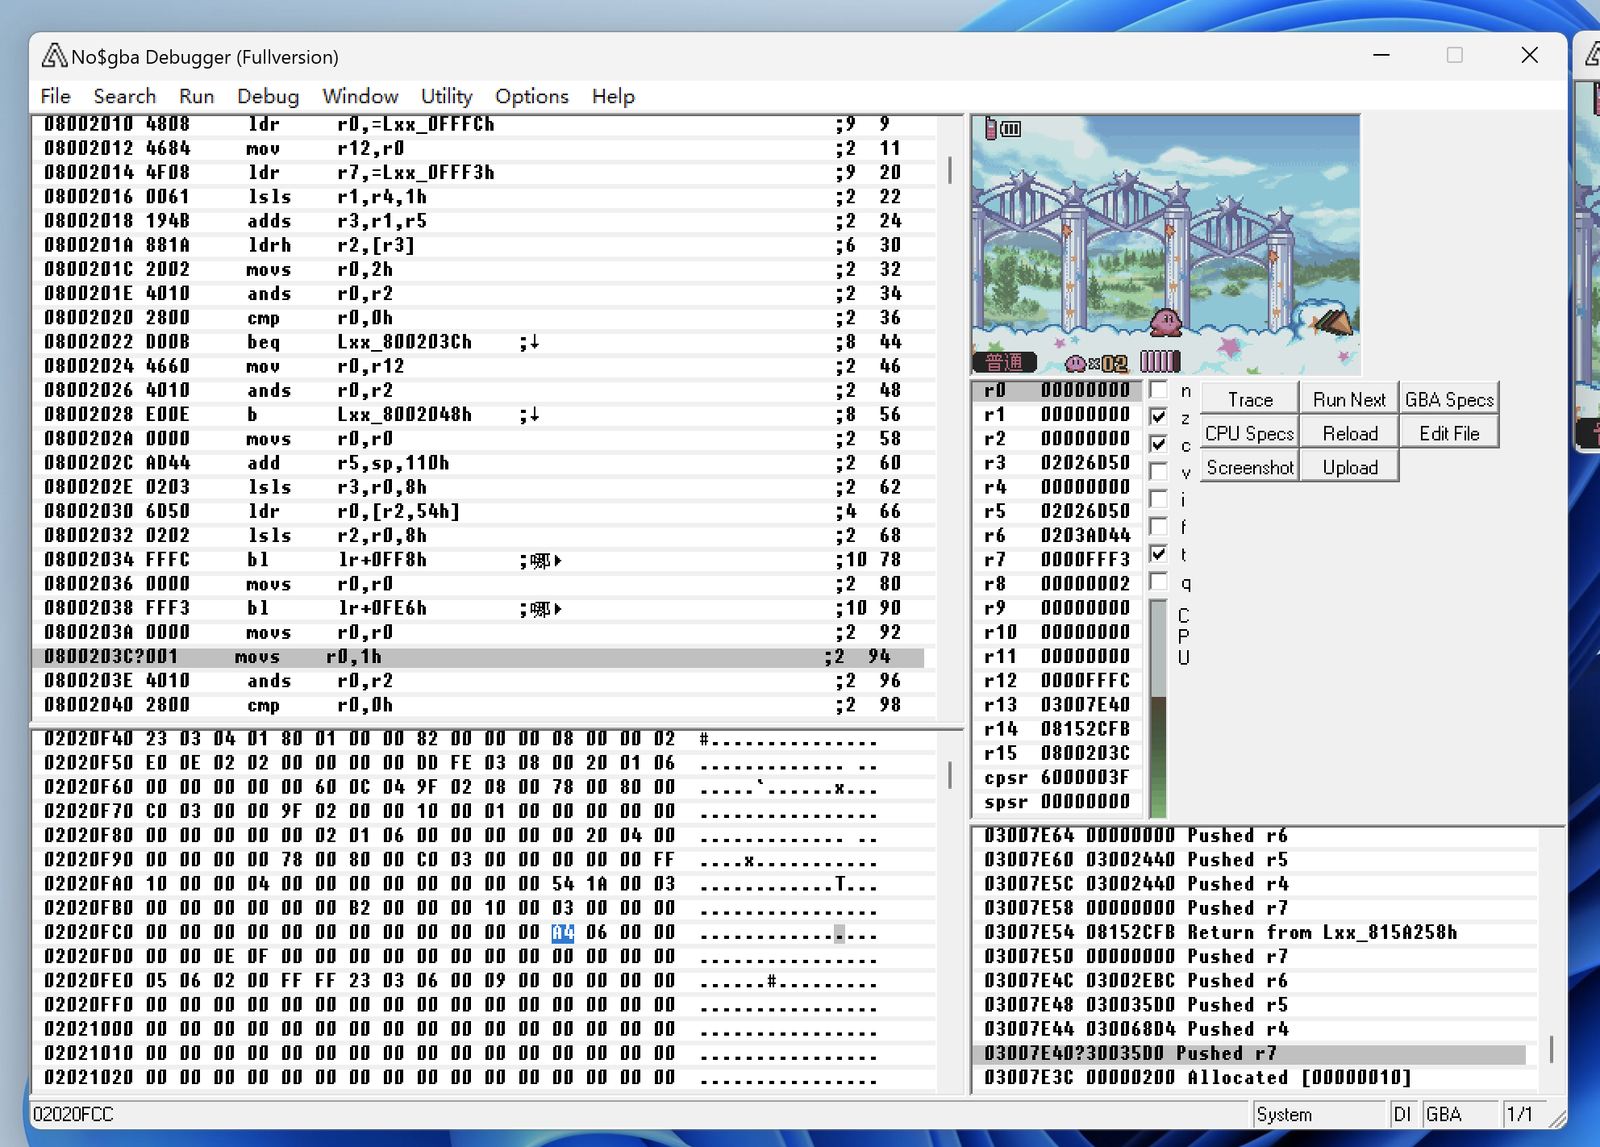 No$gba Debugger (Fullversion)
File Search Run Debug Window Utility Options Help
08002010 4808 ldr r0,=Lxx_0FFFCh ;9 9
08002012 4684 mov r12,r0 ;2 11
08002014 4F08 ldr r7,=Lxx_0FFF3h ;9 20
08002016 0061 lsls r1,r4,1h ;2 22
08002018 194B adds r3,r1,r5 ;2 24
0800201A 881A ldrh r2,[r3] ;6 30
0800201C 2002 movs r0,2h ;2 32
0800201E 4010 ands r0,r2 ;2 34
08002020 2800 cmp r0,0h ;2 36
08002022 D00B beq Lxx_800203Ch ;↓ ;8 44
08002024 4660 mov r0,r12 ;2 46
08002026 4010 ands r0,r2 ;2 48
08002028 E00E b Lxx_8002048h ;↓ ;8 56
0800202A 0000 movs r0,r0 ;2 58
0800202C AD44 add r5,sp,110h ;2 60
0800202E 0203 lsls r3,r0,8h ;2 62
08002030 6D50 ldr r0,[r2,54h] ;4 66
08002032 0202 lsls r2,r0,8h ;2 68
08002034 FFFC bl lr+0FF8h ;10 78
08002036 0000 movs r0,r0 ;2 80
08002038 FFF3 bl lr+0FE6h ;10 90
0800203A 0000 movs r0,r0 ;2 92
0800203C?001 movs r0,1h ;2 94
0800203E 4010 ands r0,r2 ;2 96
08002040 2800 cmp r0,0h ;2 98
普通 ×02
r0 00000000 n
r1 00000000 z
r2 00000000 c
r3 02026D50 v
r4 00000000 i
r5 02026D50 f
r6 0203AD44 t
r7 0000FFF3 q
r8 00000002
r9 00000000
r10 00000000
r11 00000000
r12 0000FFFC
r13 03007E40
r14 08152CFB
r15 0800203C
cpsr 6000003F
spsr 00000000
CPU
Trace Run Next GBA Specs
CPU Specs Reload Edit File
Screenshot Upload
02020F40 23 03 04 01 80 01 00 00 82 00 00 00 08 00 00 02 #...............
02020F50 E0 0E 02 02 00 00 00 00 DD FE 03 08 00 20 01 06 ............. ..
02020F60 00 00 00 00 00 60 0C 04 9F 02 08 00 78 00 80 00 .....`......x...
02020F70 C0 03 00 00 9F 02 00 00 10 00 01 00 00 00 00 00 ................
02020F80 00 00 00 00 00 02 01 06 00 00 00 00 00 20 04 00 ............. ..
02020F90 00 00 00 00 78 00 80 00 C0 03 00 00 00 00 00 FF ....x...........
02020FA0 10 00 00 04 00 00 00 00 00 00 00 00 54 1A 00 03 ............T...
02020FB0 00 00 00 00 00 00 B2 00 00 00 10 00 03 00 00 00 ................
02020FC0 00 00 00 00 00 00 00 00 00 00 00 00 A4 06 00 00 ................
02020FD0 00 00 0E 0F 00 00 00 00 00 00 00 00 00 00 00 00 ................
02020FE0 05 06 02 00 FF FF 23 03 06 00 09 00 00 00 00 00 ......#.........
02020FF0 00 00 00 00 00 00 00 00 00 00 00 00 00 00 00 00 ................
02021000 00 00 00 00 00 00 00 00 00 00 00 00 00 00 00 00 ................
02021010 00 00 00 00 00 00 00 00 00 00 00 00 00 00 00 00 ................
02021020 00 00 00 00 00 00 00 00 00 00 00 00 00 00 00 00 ................
03007E64 00000000 Pushed r6
03007E60 03002440 Pushed r5
03007E5C 03002440 Pushed r4
03007E58 00000000 Pushed r7
03007E54 08152CFB Return from Lxx_815A258h
03007E50 00000000 Pushed r7
03007E4C 03002EBC Pushed r6
03007E48 030035D0 Pushed r5
03007E44 030068D4 Pushed r4
03007E40?30035D0 Pushed r7
03007E3C 00000200 Allocated [00000010]
02020FCC System DI GBA 1/1